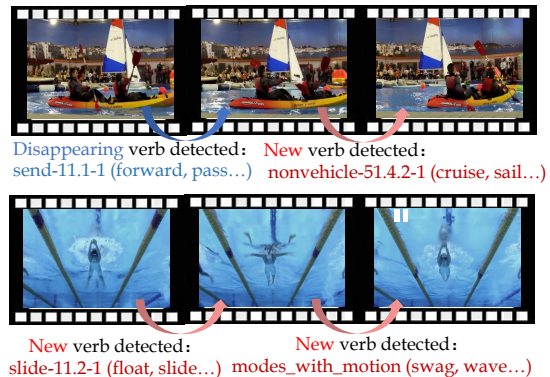 Disappearing verb detected: New verb detected:
send-11.1-1 (forward, pass…) nonvehicle-51.4.2-1 (cruise, sail…)
New verb detected: New verb detected:
slide-11.2-1 (float, slide…) modes_with_motion (swag, wave…)